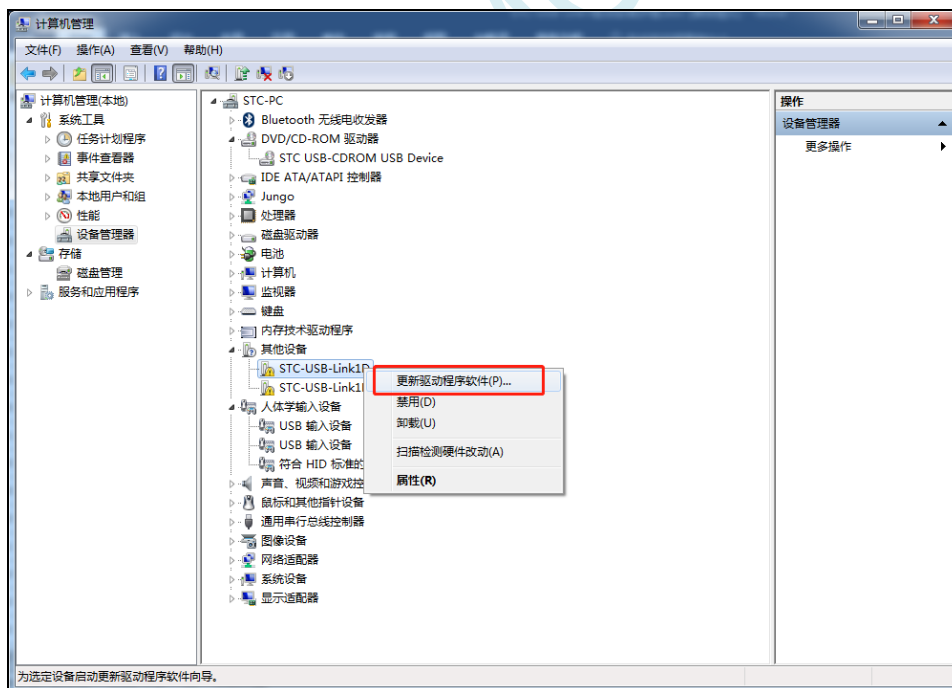 计算机管理
文件(F) 操作(A) 查看(V) 帮助(H)
计算机管理(本地)
系统工具
任务计划程序
事件查看器
共享文件夹
本地用户和组
性能
设备管理器
存储
磁盘管理
服务和应用程序
STC-PC
Bluetooth 无线电收发器
DVD/CD-ROM 驱动器
STC USB-CDROM USB Device
IDE ATA/ATAPI 控制器
Jungo
处理器
磁盘驱动器
电池
计算机
监视器
键盘
内存技术驱动程序
其他设备
STC-USB-Link1D
STC-USB-Link1
人体学输入设备
USB 输入设备
USB 输入设备
符合 HID 标准的
声音、视频和游戏控
鼠标和其他指针设备
通用串行总线控制器
图像设备
网络适配器
系统设备
显示适配器
更新驱动程序软件(P)...
禁用(D)
卸载(U)
扫描检测硬件改动(A)
属性(R)
操作
设备管理器
更多操作
为选定设备启动更新驱动程序软件向导。